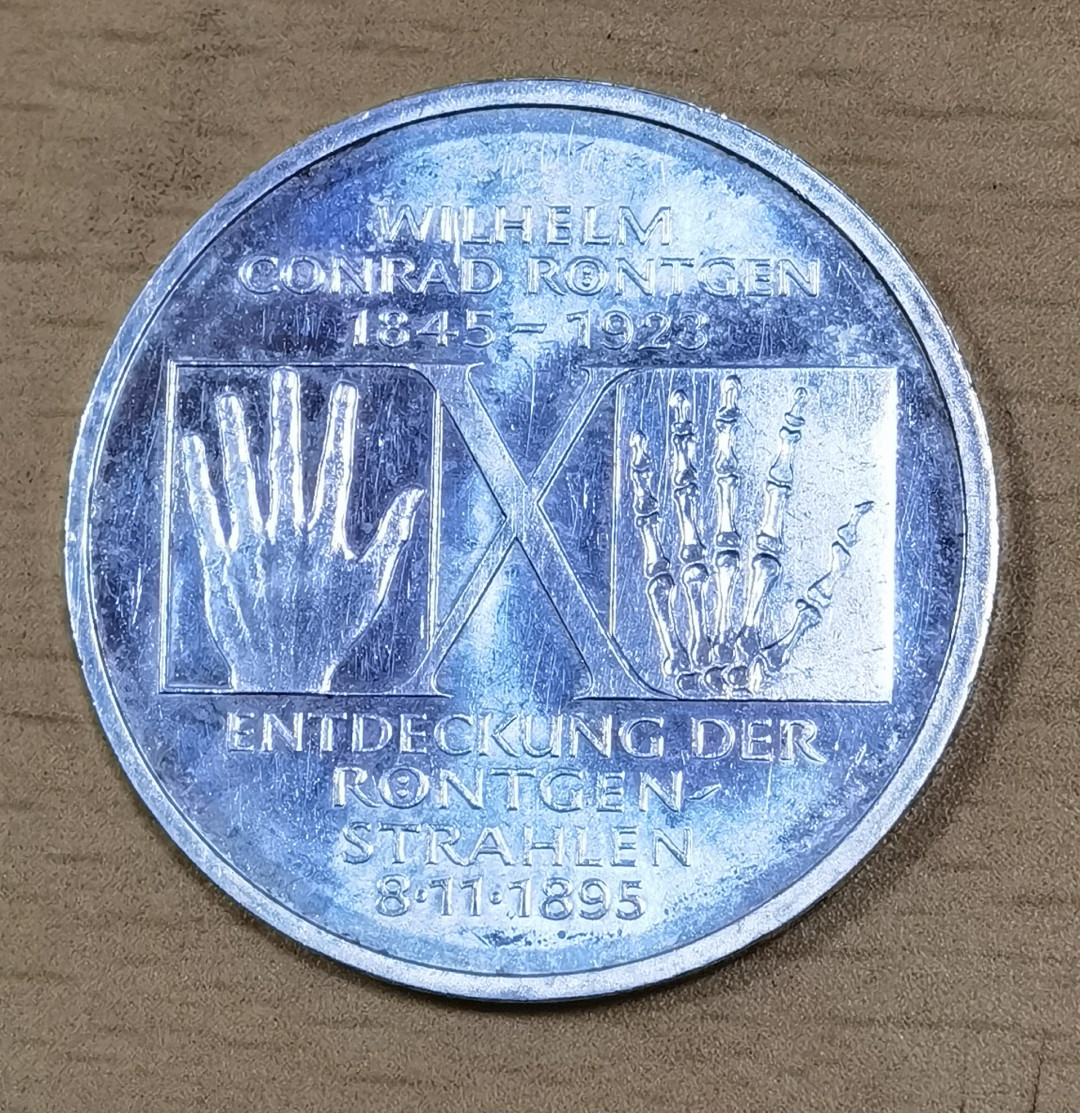 WILHELM
CONRAD RÖNTGEN
1845 – 1923
X
ENTDECKUNG DER
RÖNTGEN-
STRAHLEN
8·11·1895